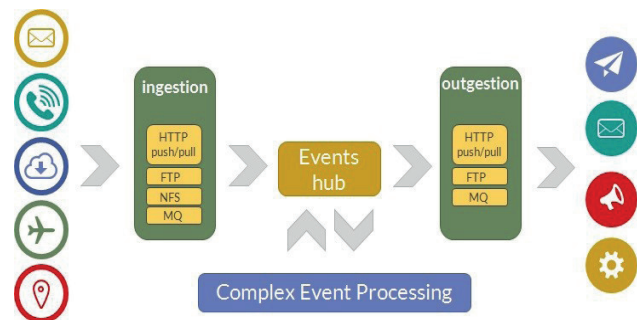 ingestion
HTTP
push/pull
FTP
NFS
MQ
Events
hub
outgestion
HTTP
push/pull
FTP
MQ
Complex Event Processing